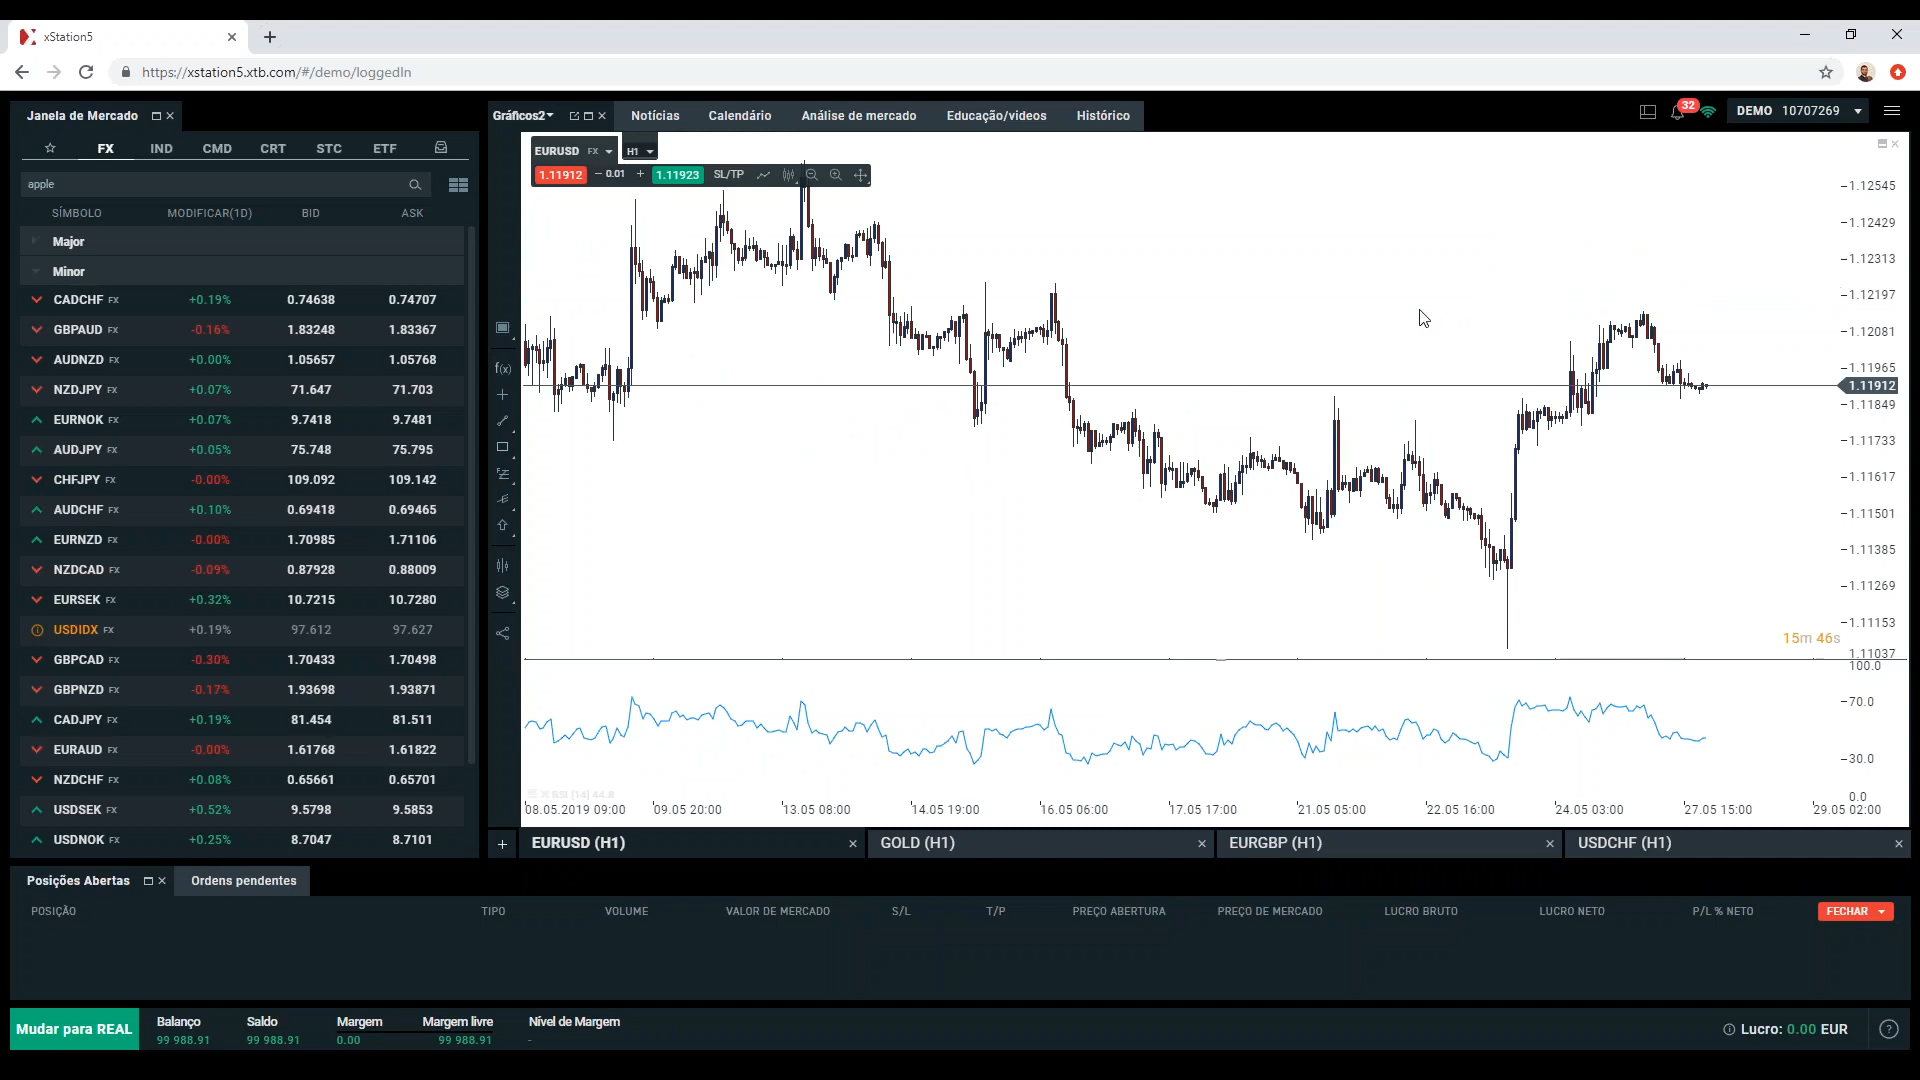 xStation5
https://xstation5.xtb.com/#/demo/loggedIn
Janela de Mercado
Gráficos2 Notícias Calendário Análise de mercado Educação/videos Histórico
32 DEMO 10707269
FX IND CMD CRT STC ETF
apple
SÍMBOLO MODIFICAR(1D) BID ASK
Major
Minor
CADCHF FX +0.19% 0.74638 0.74707
GBPAUD FX -0.16% 1.83248 1.83367
AUDNZD FX +0.00% 1.05657 1.05768
NZDJPY FX +0.07% 71.647 71.703
EURNOK FX +0.07% 9.7418 9.7481
AUDJPY FX +0.05% 75.748 75.795
CHFJPY FX -0.00% 109.092 109.142
AUDCHF FX +0.10% 0.69418 0.69465
EURNZD FX -0.00% 1.70985 1.71106
NZDCAD FX -0.09% 0.87928 0.88009
EURSEK FX +0.32% 10.7215 10.7280
USDIDX FX +0.19% 97.612 97.627
GBPCAD FX -0.30% 1.70433 1.70498
GBPNZD FX -0.17% 1.93698 1.93871
CADJPY FX +0.19% 81.454 81.511
EURAUD FX -0.00% 1.61768 1.61822
NZDCHF FX +0.08% 0.65661 0.65701
USDSEK FX +0.52% 9.5798 9.5853
USDNOK FX +0.25% 8.7047 8.7101
EURUSD FX H1
1.11912 − 0.01 + 1.11923 SL/TP
f(x)
1.12545
1.12429
1.12313
1.12197
1.12081
1.11965
1.11912
1.11849
1.11733
1.11617
1.11501
1.11385
1.11269
1.11153
15m 46s
1.11037
100.0
70.0
30.0
0.0
RSI [14] 44.8
08.05.2019 09:00 09.05 20:00 13.05 08:00 14.05 19:00 16.05 06:00 17.05 17:00 21.05 05:00 22.05 16:00 24.05 03:00 27.05 15:00 29.05 02:00
+ EURUSD (H1) GOLD (H1) EURGBP (H1) USDCHF (H1)
Posições Abertas Ordens pendentes
POSIÇÃO TIPO VOLUME VALOR DE MERCADO S/L T/P PREÇO ABERTURA PREÇO DE MERCADO LUCRO BRUTO LUCRO NETO P/L % NETO FECHAR
Mudar para REAL
Balanço Saldo Margem Margem livre Nível de Margem
99 988.91 99 988.91 0.00 99 988.91 -
Lucro: 0.00 EUR